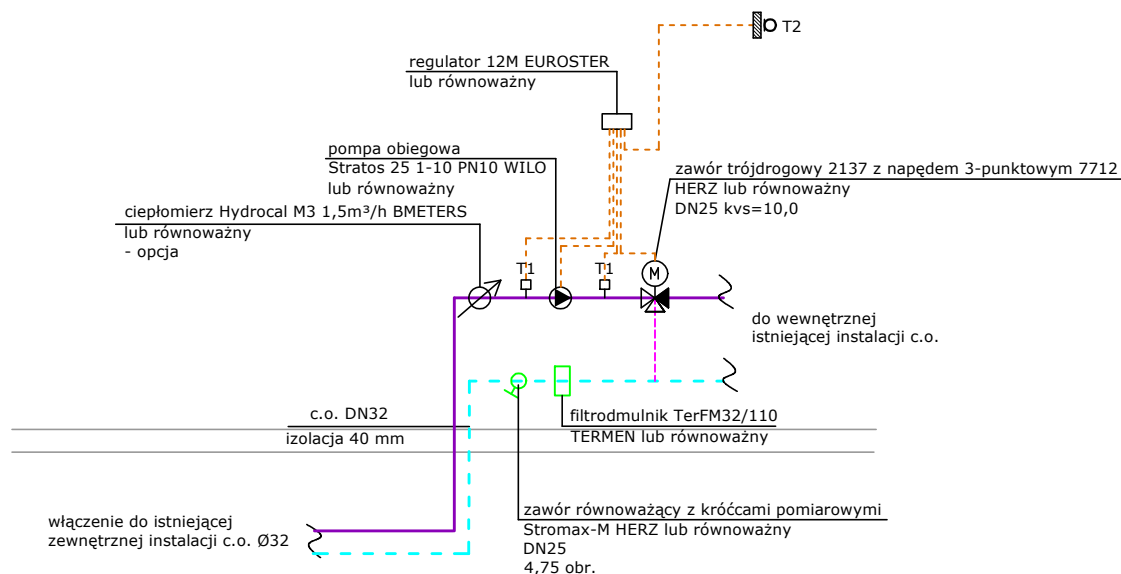 T2
regulator 12M EUROSTER
lub równoważny
pompa obiegowa
Stratos 25 1-10 PN10 WILO
lub równoważny
zawór trójdrogowy 2137 z napędem 3-punktowym 7712
HERZ lub równoważny
DN25 kvs=10,0
ciepłomierz Hydrocal M3 1,5m³/h BMETERS
lub równoważny
- opcja
T1
T1
M
do wewnętrznej
istniejącej instalacji c.o.
c.o. DN32
izolacja 40 mm
filtrodmulnik TerFM32/110
TERMEN lub równoważny
zawór równoważący z króćcami pomiarowymi
Stromax-M HERZ lub równoważny
DN25
4,75 obr.
włączenie do istniejącej
zewnętrznej instalacji c.o. Ø32